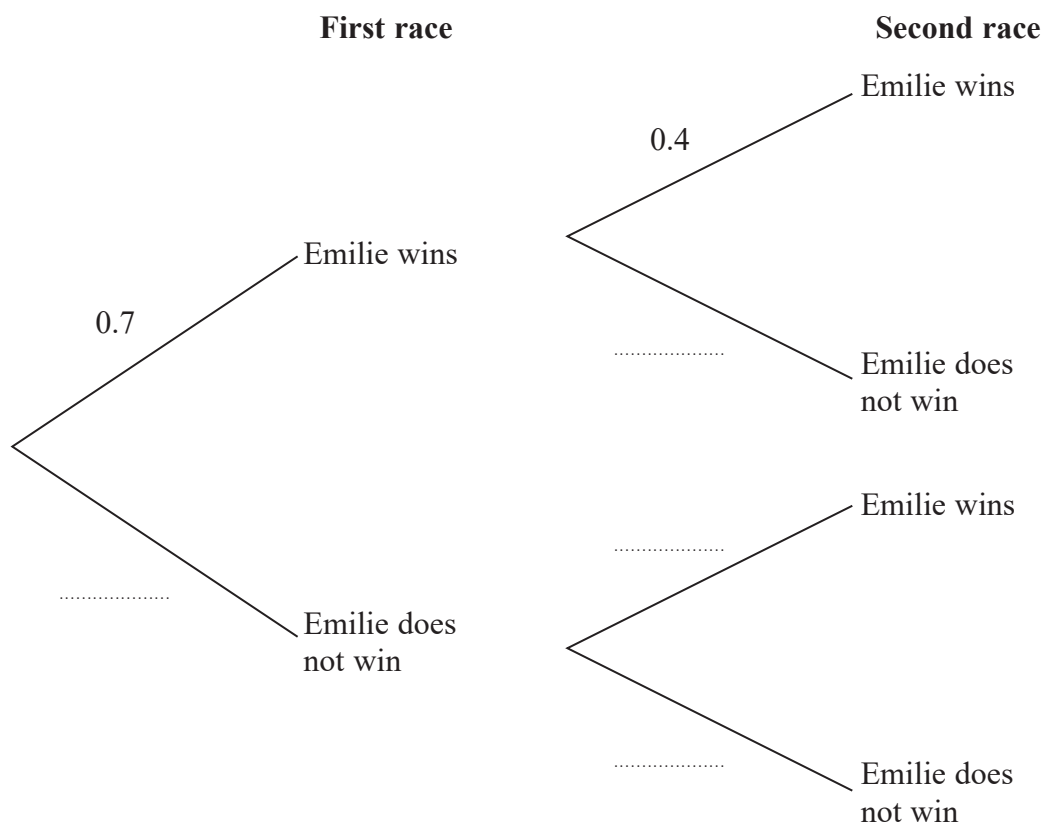 First race
Second race
Emilie wins
0.4
Emilie wins
0.7
....................
Emilie does
not win
Emilie wins
....................
....................
Emilie does
not win
....................
Emilie does
not win